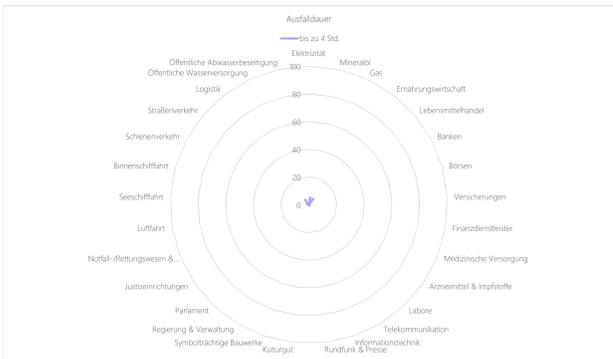 Ausfalldauer
bis zu 4 Std.
Elektrizität
Mineralöl
Gas
Ernährungswirtschaft
Lebensmittelhandel
Banken
Börsen
Versicherungen
Finanzdienstleister
Medizinische Versorgung
Arzneimittel & Impfstoffe
Labore
Telekommunikation
Informationstechnik
Rundfunk & Presse
Kulturgut
Symbolträchtige Bauwerke
Regierung & Verwaltung
Parlament
Justizeinrichtungen
Notfall-/Rettungswesen &...
Luftfahrt
Seeschifffahrt
Binnenschifffahrt
Schienenverkehr
Straßenverkehr
Logistik
Öffentliche Wasserversorgung
Öffentliche Abwasserbeseitigung
100
80
60
40
20
0